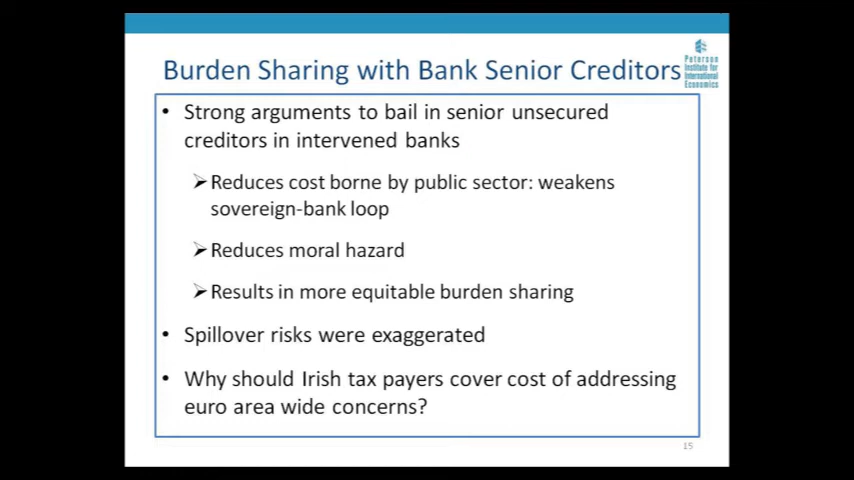 Burden Sharing with Bank Senior Creditors
Peterson
Institute for
International
Economics
• Strong arguments to bail in senior unsecured
creditors in intervened banks
➢Reduces cost borne by public sector: weakens
sovereign-bank loop
➢Reduces moral hazard
➢Results in more equitable burden sharing
• Spillover risks were exaggerated
• Why should Irish tax payers cover cost of addressing
euro area wide concerns?
15